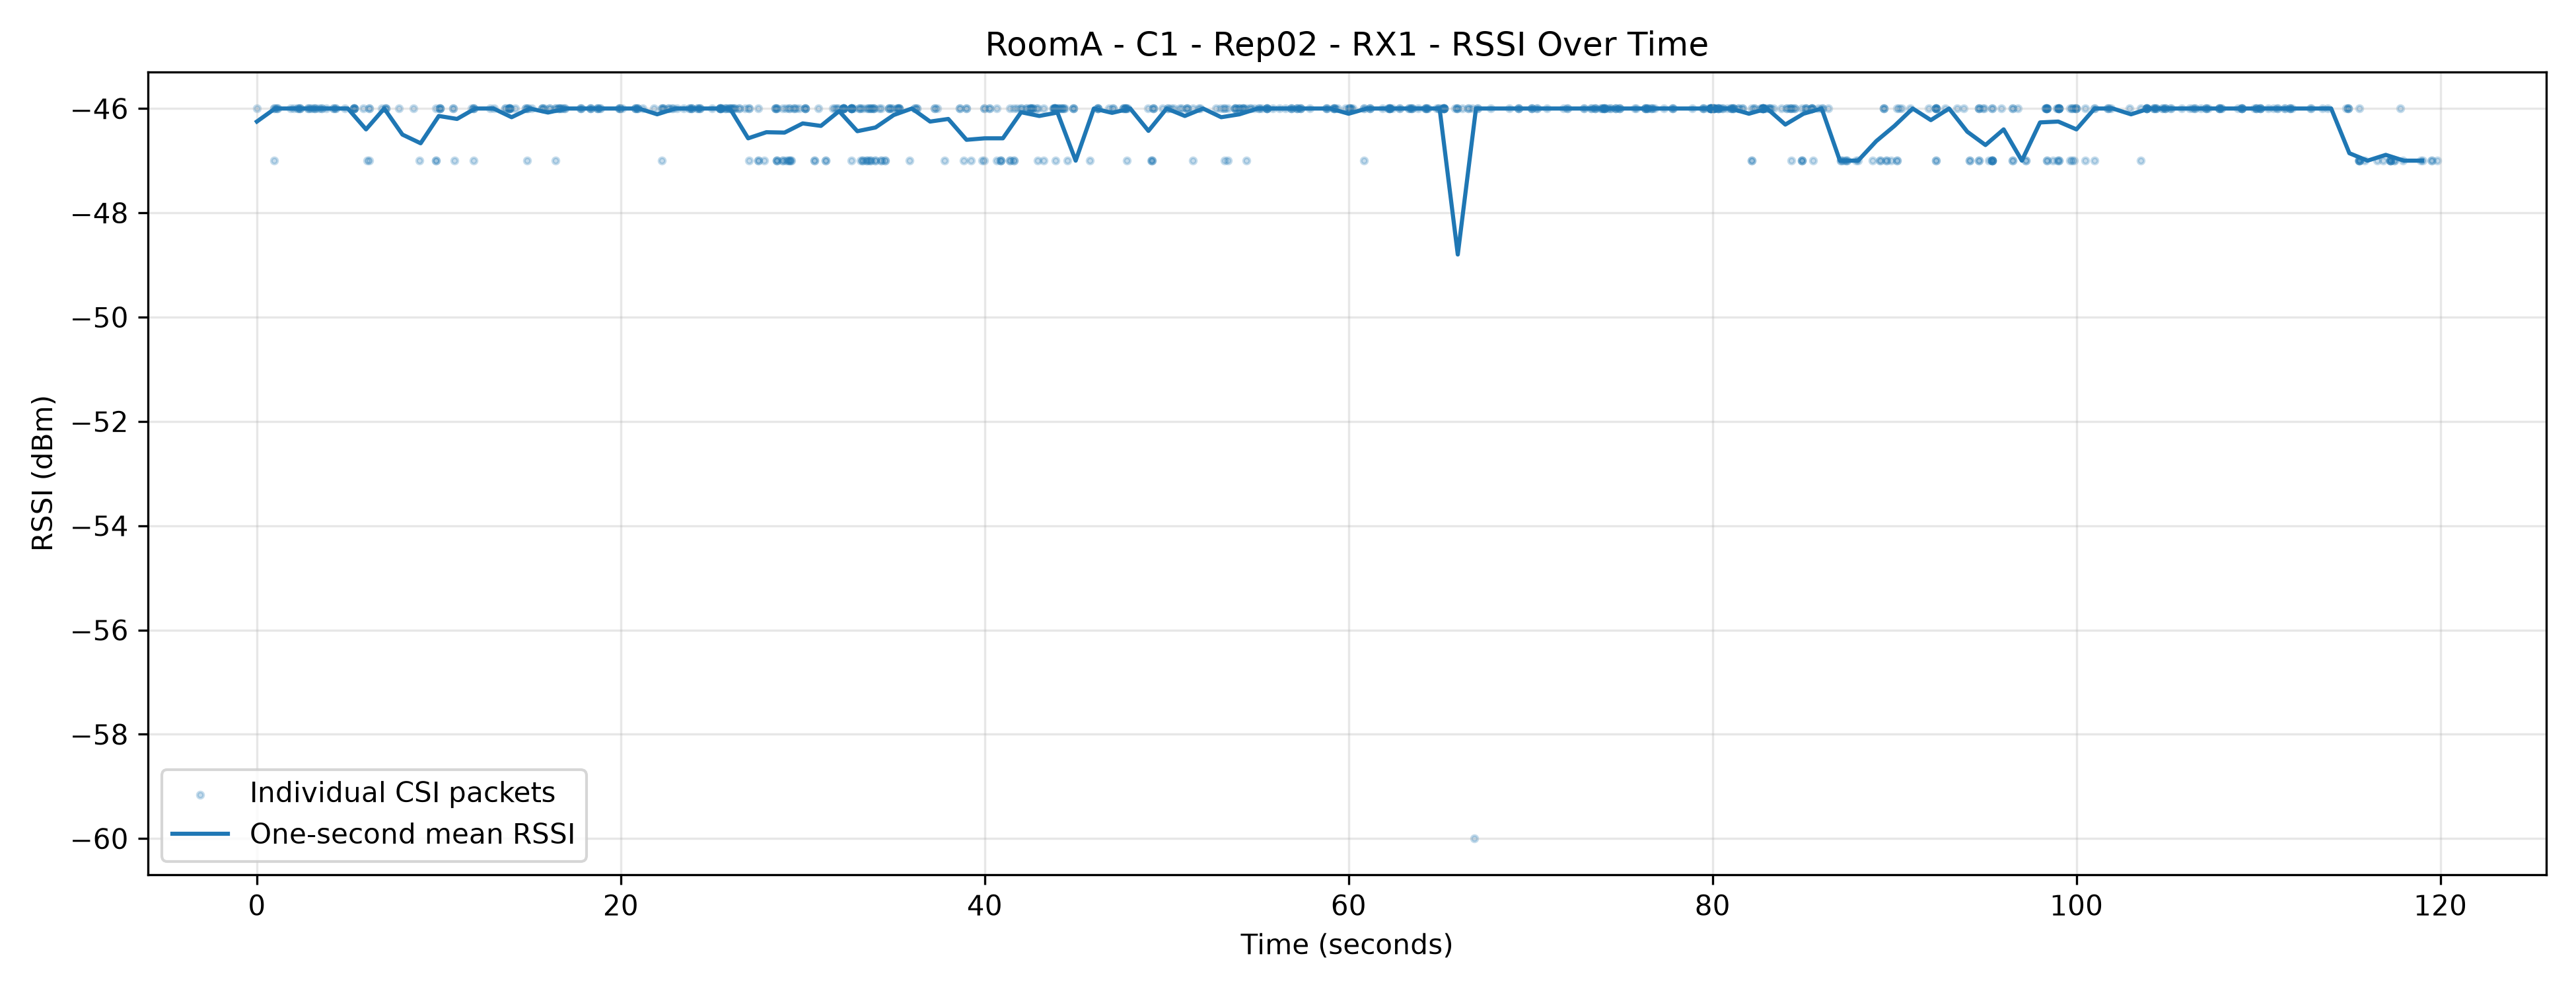 RoomA - C1 - Rep02 - RX1 - RSSI Over Time
RSSI (dBm)
−46
−48
−50
−52
−54
−56
−58
−60
Individual CSI packets
One-second mean RSSI
0 20 40 60 80 100 120
Time (seconds)